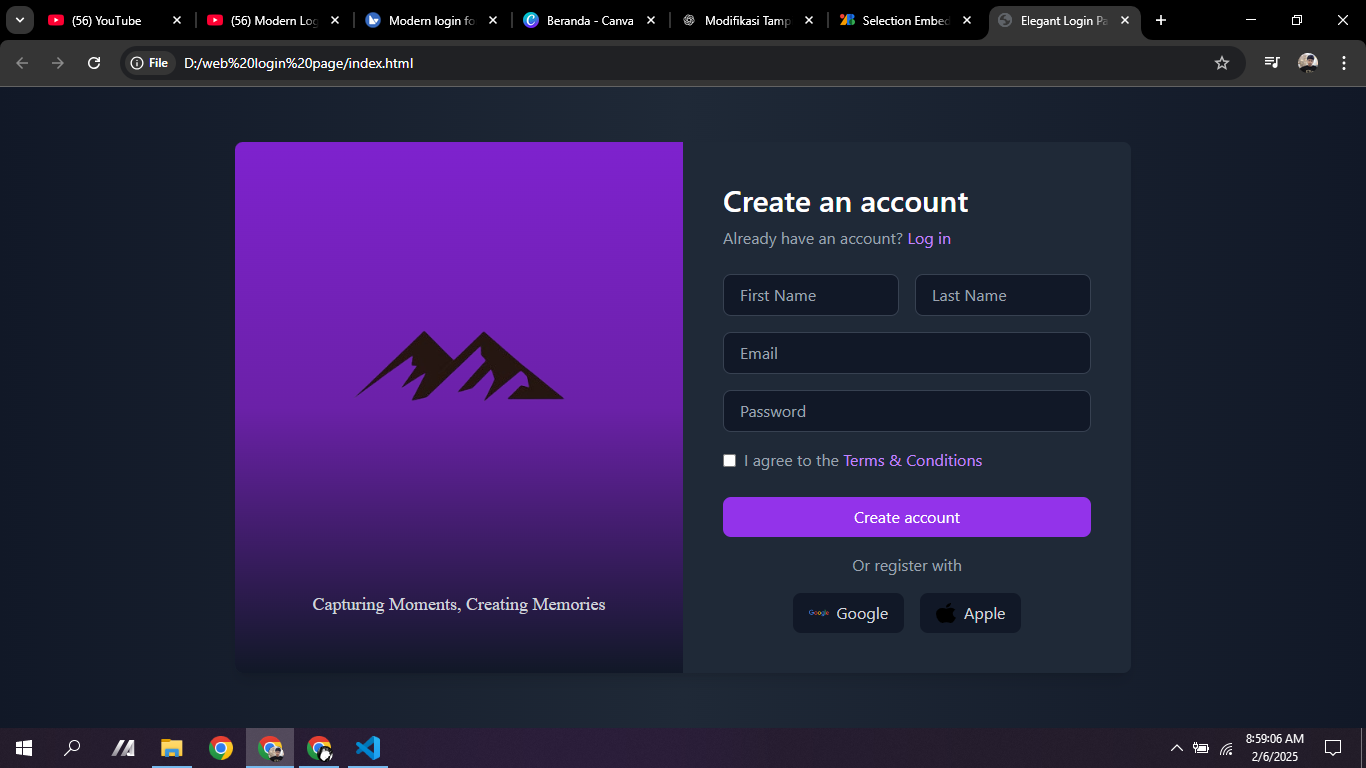 (56) YouTube
(56) Modern Log
Modern login fo
Beranda - Canva
Modifikasi Tamp
Selection Embed
Elegant Login Pa
File
D:/web%20login%20page/index.html
Create an account
Already have an account? Log in
First Name
Last Name
Email
Password
I agree to the Terms & Conditions
Create account
Or register with
Google Google
Apple
Capturing Moments, Creating Memories
8:59:06 AM
2/6/2025